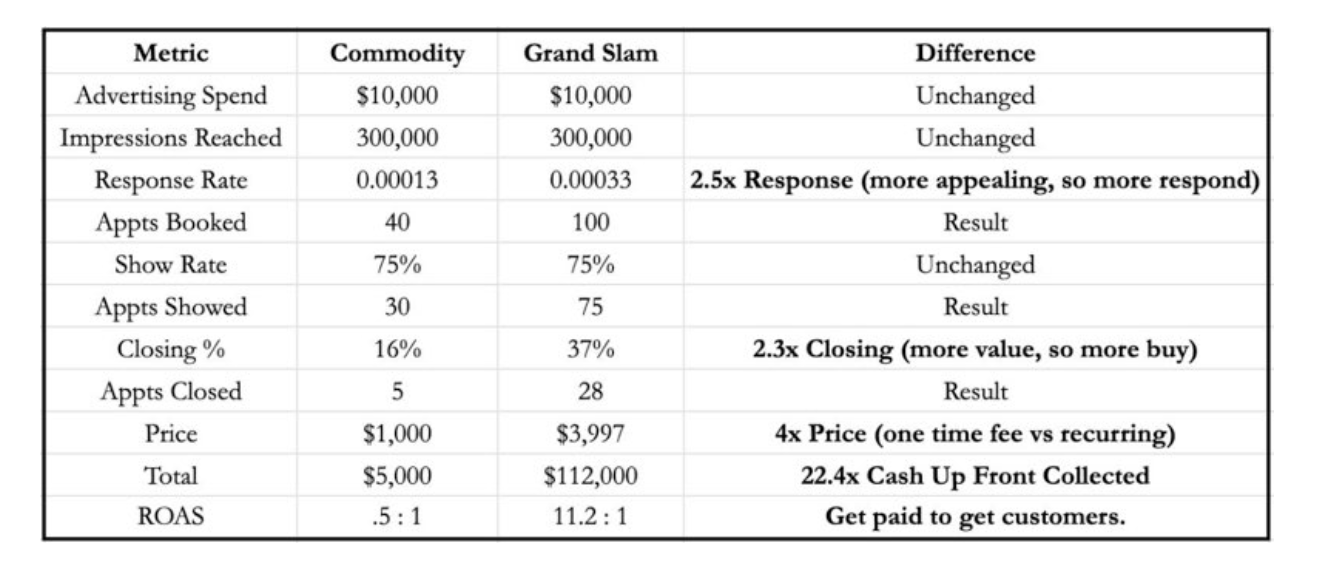 Metric Commodity Grand Slam Difference
Advertising Spend $10,000 $10,000 Unchanged
Impressions Reached 300,000 300,000 Unchanged
Response Rate 0.00013 0.00033 2.5x Response (more appealing, so more respond)
Appts Booked 40 100 Result
Show Rate 75% 75% Unchanged
Appts Showed 30 75 Result
Closing % 16% 37% 2.3x Closing (more value, so more buy)
Appts Closed 5 28 Result
Price $1,000 $3,997 4x Price (one time fee vs recurring)
Total $5,000 $112,000 22.4x Cash Up Front Collected
ROAS .5 : 1 11.2 : 1 Get paid to get customers.